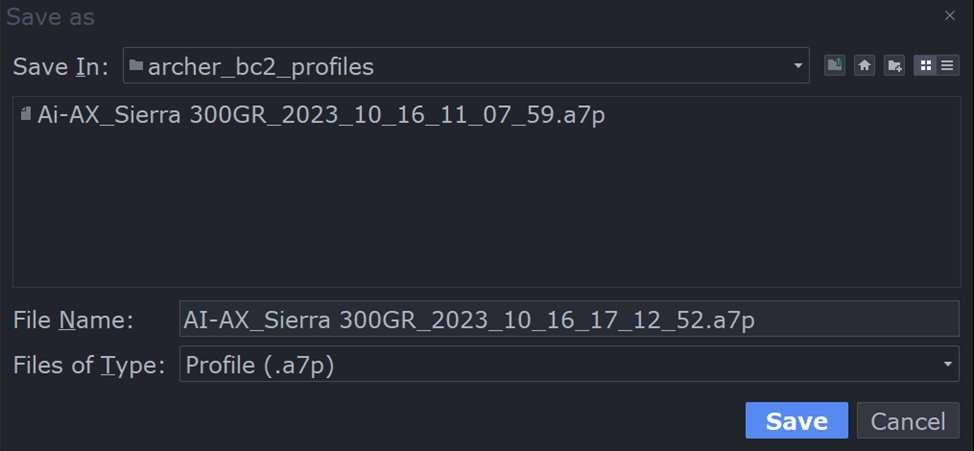 Save as
Save In: archer_bc2_profiles
Ai-AX_Sierra 300GR_2023_10_16_11_07_59.a7p
File Name: AI-AX_Sierra 300GR_2023_10_16_17_12_52.a7p
Files of Type: Profile (.a7p)
Save Cancel